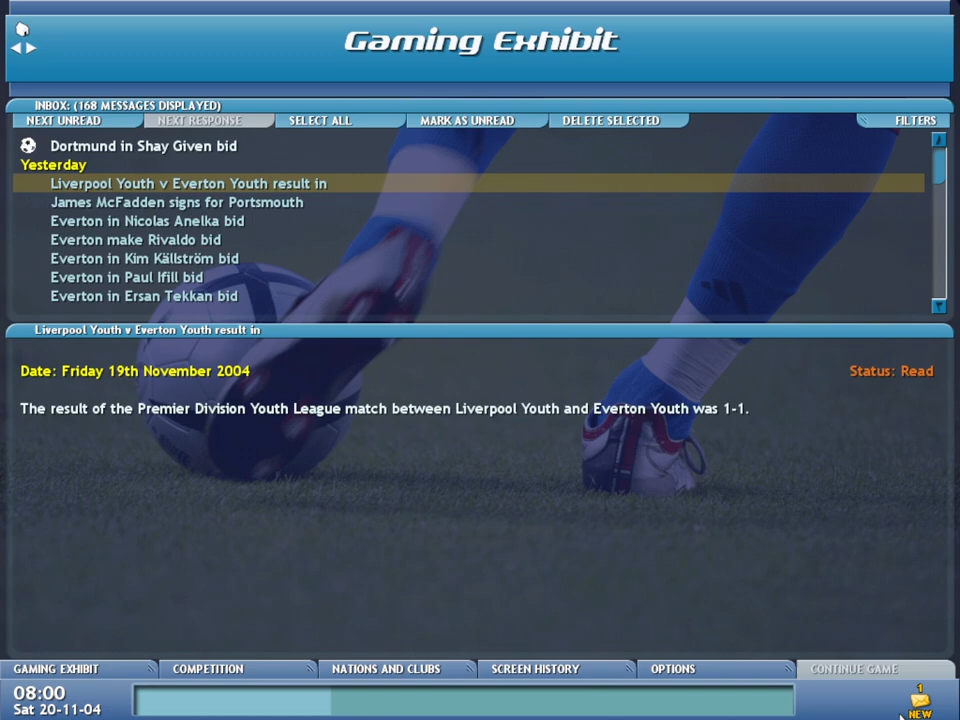 Gaming Exhibit
INBOX: (168 MESSAGES DISPLAYED)
NEXT UNREAD NEXT RESPONSE SELECT ALL MARK AS UNREAD DELETE SELECTED FILTERS
Dortmund in Shay Given bid
Yesterday
Liverpool Youth v Everton Youth result in
James McFadden signs for Portsmouth
Everton in Nicolas Anelka bid
Everton make Rivaldo bid
Everton in Kim Källström bid
Everton in Paul Ifill bid
Everton in Ersan Tekkan bid
Liverpool Youth v Everton Youth result in
Date: Friday 19th November 2004 Status: Read
The result of the Premier Division Youth League match between Liverpool Youth and Everton Youth was 1-1.
GAMING EXHIBIT COMPETITION NATIONS AND CLUBS SCREEN HISTORY OPTIONS CONTINUE GAME
08:00 1
Sat 20-11-04 NEW